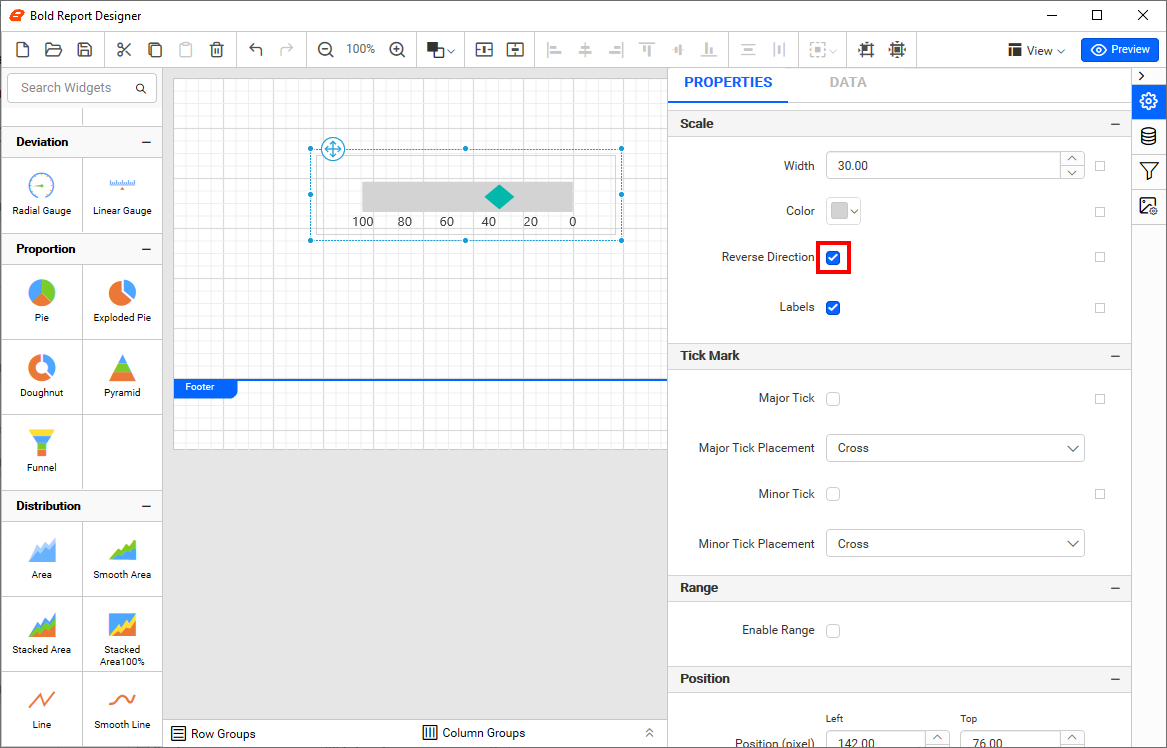 Bold Report Designer
100%
View
Preview
Search Widgets
Deviation
Radial Gauge
Linear Gauge
Proportion
Pie
Exploded Pie
Doughnut
Pyramid
Funnel
Distribution
Area
Smooth Area
Stacked Area
Stacked
Area100%
Line
Smooth Line
100 80 60 40 20 0
Footer
Row Groups
Column Groups
PROPERTIES
DATA
Scale
Width
30.00
Color
Reverse Direction
Labels
Tick Mark
Major Tick
Major Tick Placement
Cross
Minor Tick
Minor Tick Placement
Cross
Range
Enable Range
Position
Left
Top
Position (pixel)
142.00
76.00